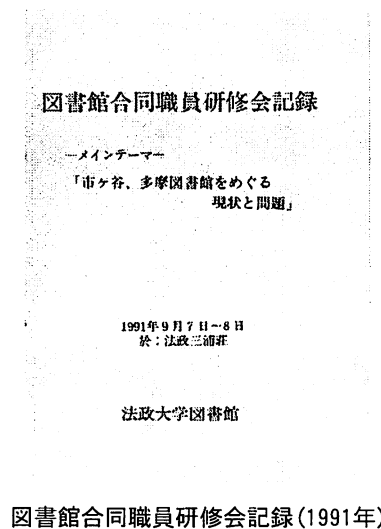 図書館合同職員研修会記録
―メインテーマ―
「市ヶ谷、多摩図書館をめぐる
現状と問題」
1991年9月7日~8日
於:法政三浦荘
法政大学図書館
図書館合同職員研修会記録(1991年)